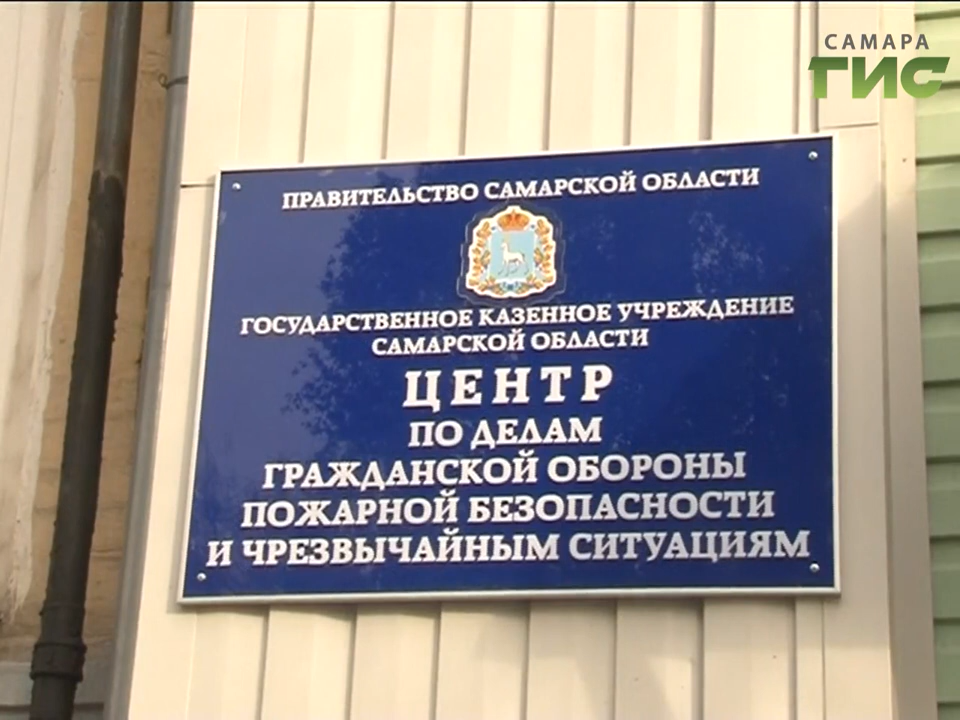 САМАРА
ГИС
ПРАВИТЕЛЬСТВО САМАРСКОЙ ОБЛАСТИ
ГОСУДАРСТВЕННОЕ КАЗЕННОЕ УЧРЕЖДЕНИЕ
САМАРСКОЙ ОБЛАСТИ
ЦЕНТР
ПО ДЕЛАМ
ГРАЖДАНСКОЙ ОБОРОНЫ
ПОЖАРНОЙ БЕЗОПАСНОСТИ
И ЧРЕЗВЫЧАЙНЫМ СИТУАЦИЯМ